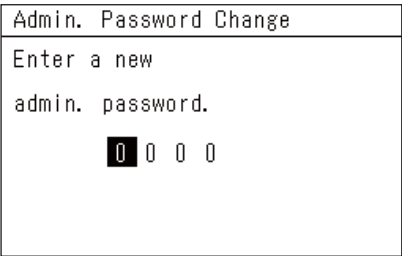 Admin. Password Change
Enter a new
admin. password.
0 0 0 0